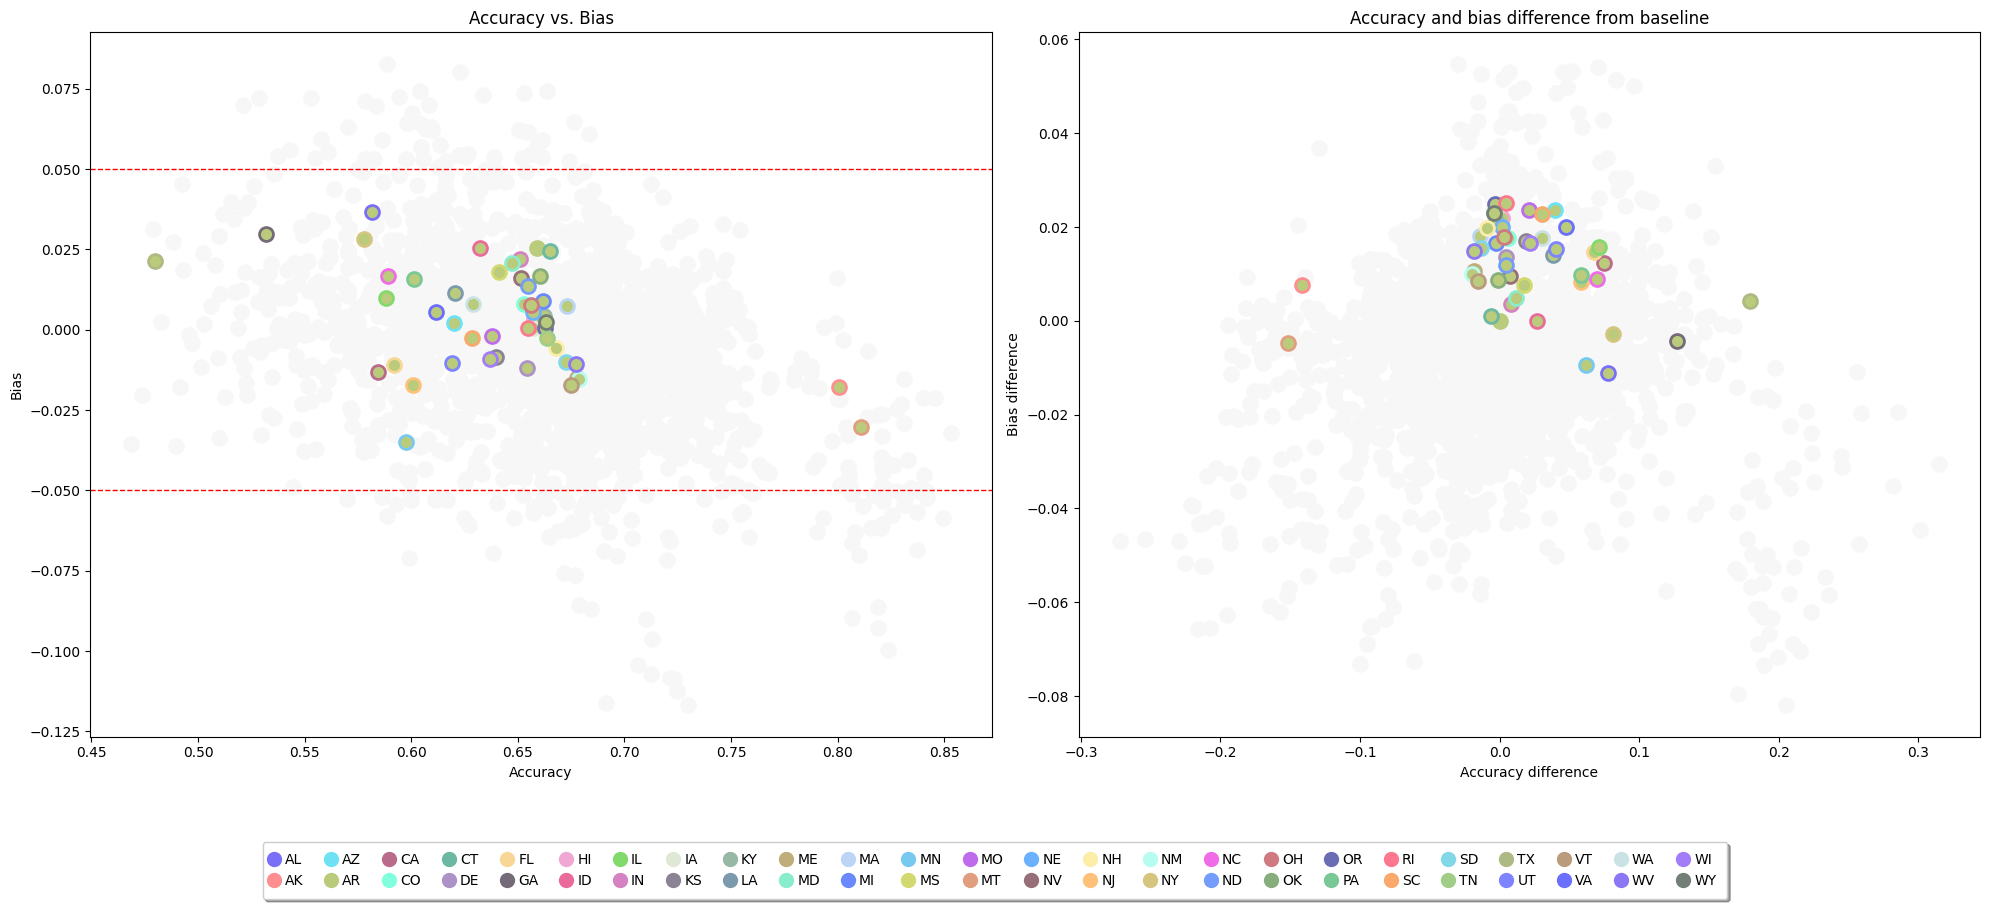 Accuracy vs. Bias
Accuracy and bias difference from baseline
Bias
0.075
0.050
0.025
0.000
−0.025
−0.050
−0.075
−0.100
−0.125
0.45 0.50 0.55 0.60 0.65 0.70 0.75 0.80 0.85
Accuracy
Bias difference
0.06
0.04
0.02
0.00
−0.02
−0.04
−0.06
−0.08
−0.3 −0.2 −0.1 0.0 0.1 0.2 0.3
Accuracy difference
AL AZ CA CT FL HI IL IA KY ME MA MN MO NE NH NM NC OH OR RI SD TX VT WA WI
AK AR CO DE GA ID IN KS LA MD MI MS MT NV NJ NY ND OK PA SC TN UT VA WV WY